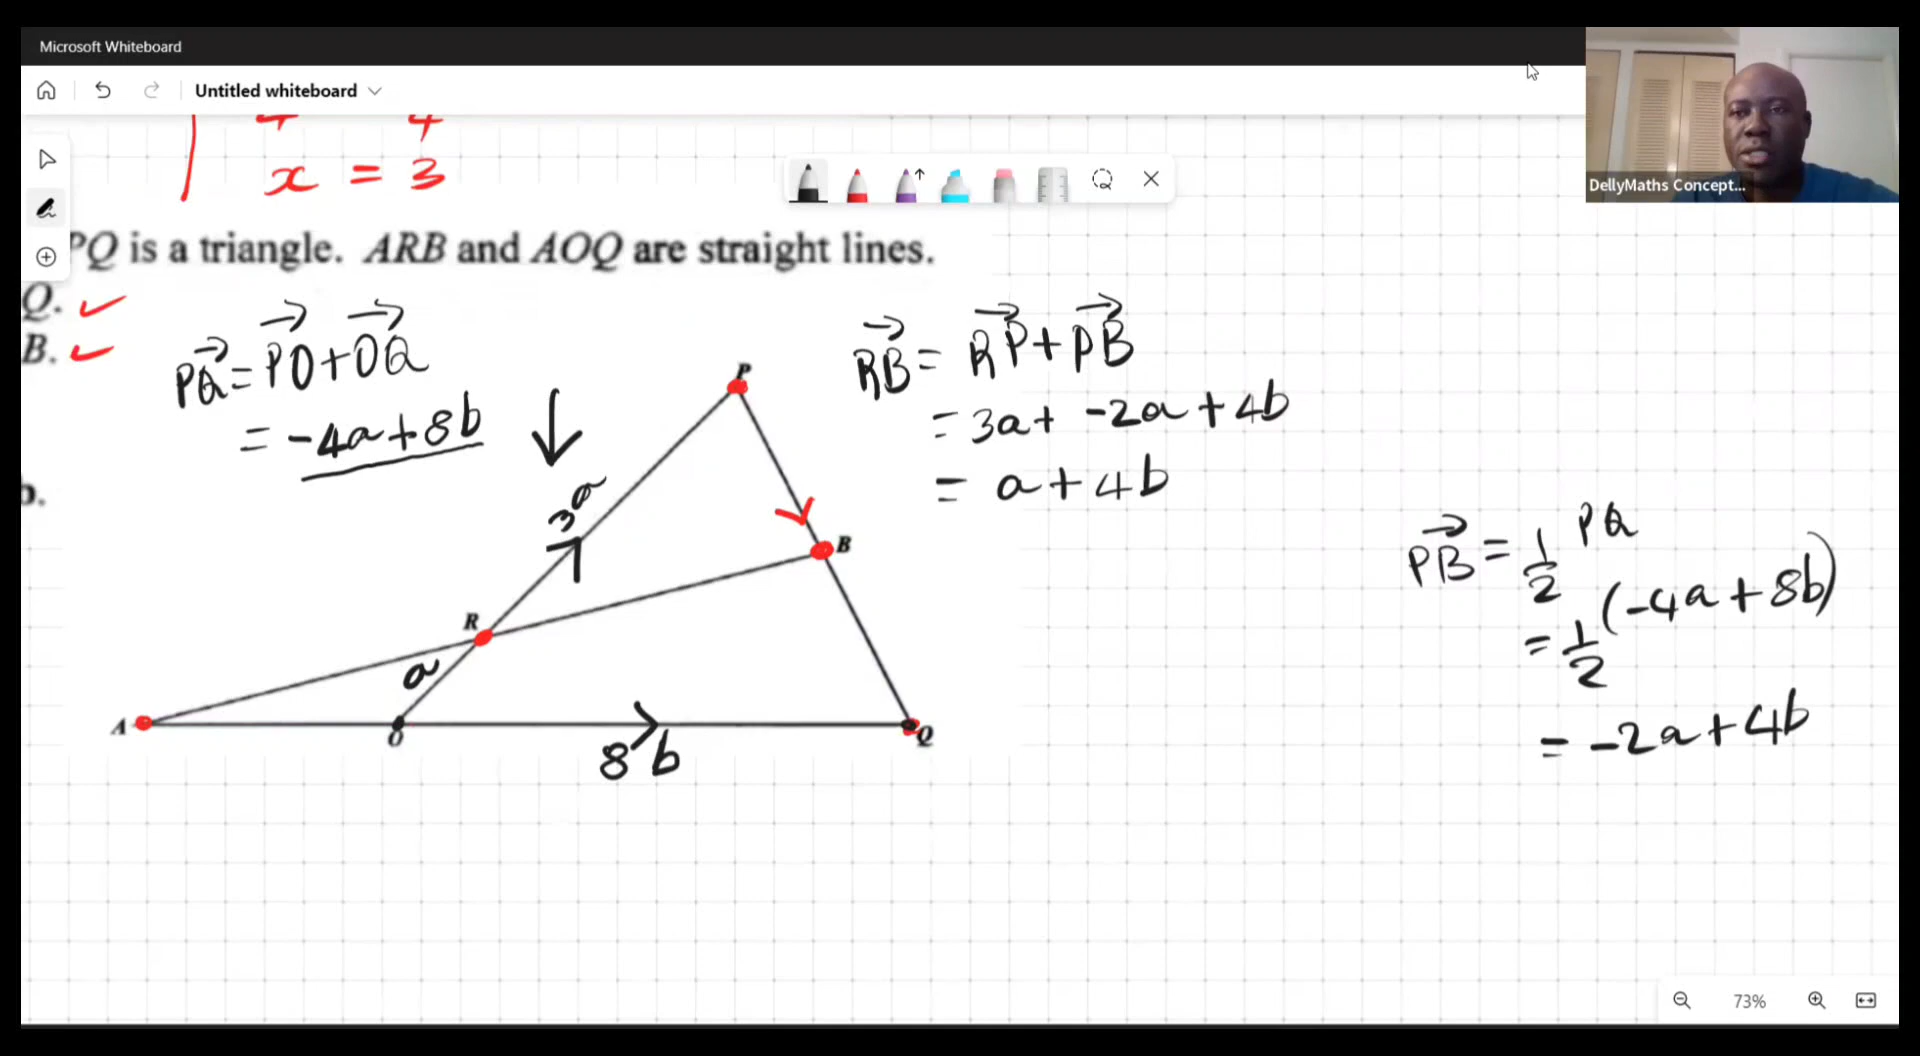 Microsoft Whiteboard
Untitled whiteboard
4 4
x = 3
DellyMaths Concept...
PQ is a triangle. ARB and AOQ are straight lines.
Q.
B.
PQ = PO + OQ
= -4a + 8b
RB = RP + PB
= 3a + -2a + 4b
= a + 4b
P
3a
B
R
a
A
O
Q
8b
PB = 1/2 PQ
= 1/2 (-4a + 8b)
= -2a + 4b
73%